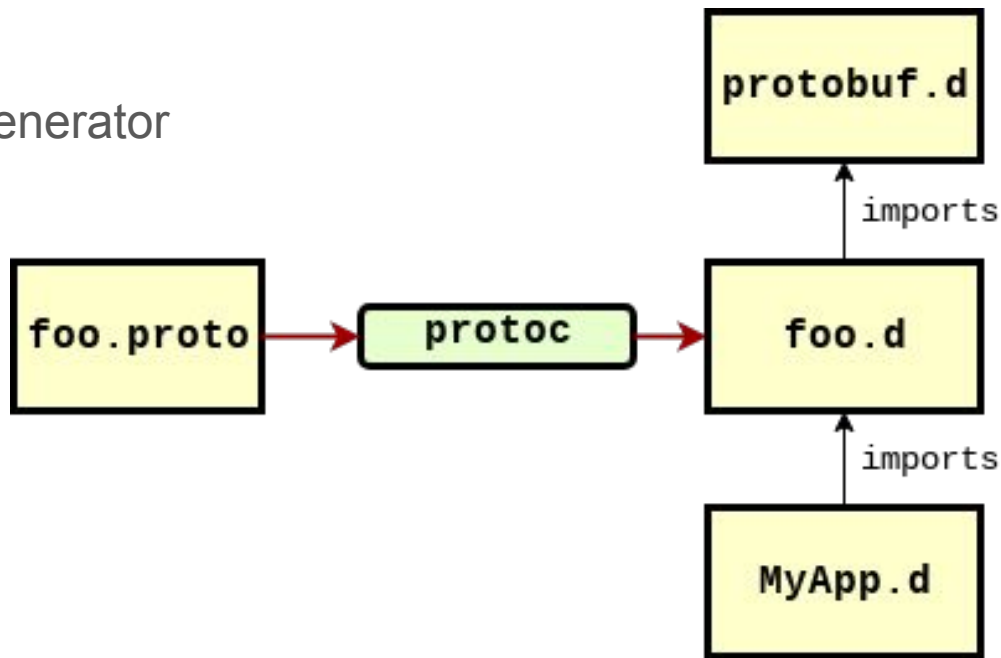 protobuf.d
enerator
imports
foo.proto
protoc
foo.d
imports
MyApp.d